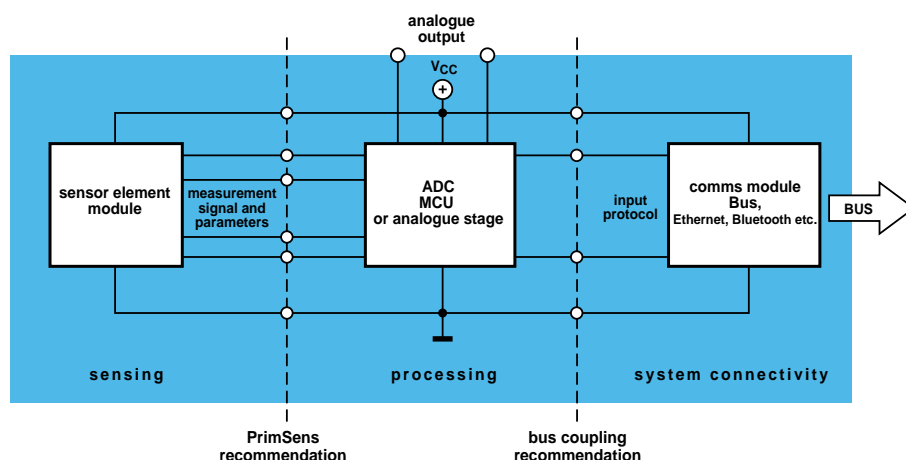 analogue
output
VCC
+
sensor element
module
measurement
signal and
parameters
ADC
MCU
or analogue stage
input
protocol
comms module
Bus,
Ethernet, Bluetooth etc.
BUS
sensing
processing
system connectivity
PrimSens
recommendation
bus coupling
recommendation